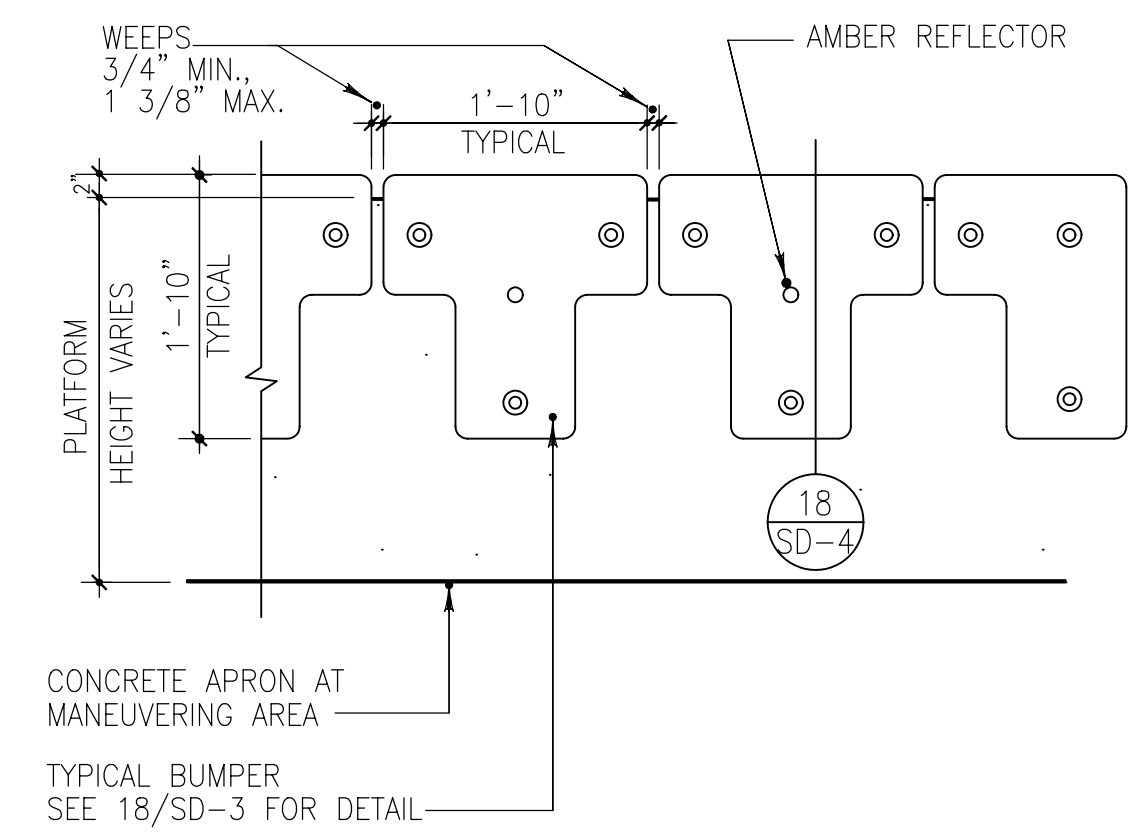 WEEPS
3/4" MIN.,
1 3/8" MAX.
1'-10"
TYPICAL
AMBER REFLECTOR
2"
1'-10"
TYPICAL
PLATFORM
HEIGHT VARIES
18
SD-4
CONCRETE APRON AT
MANEUVERING AREA
TYPICAL BUMPER
SEE 18/SD-3 FOR DETAIL